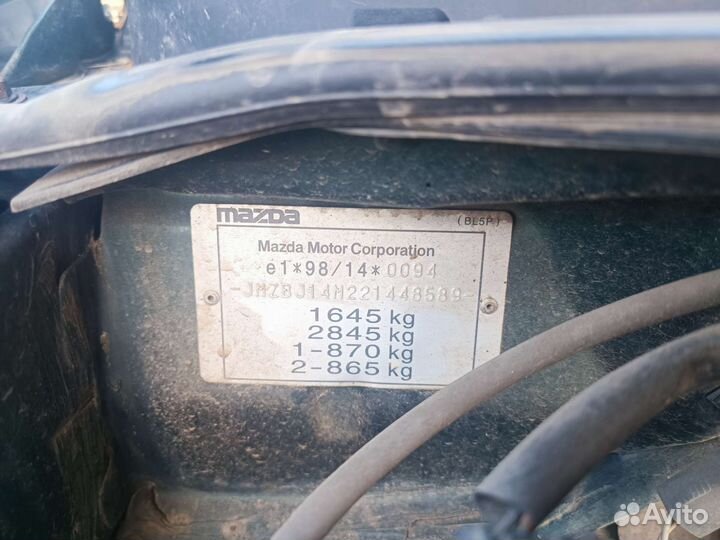 mazda
(BL5P)
Mazda Motor Corporation
e1*98/14*0094
-JMZBJ14M221448589-
1645 kg
2845 kg
1-870 kg
2-865 kg
Avito